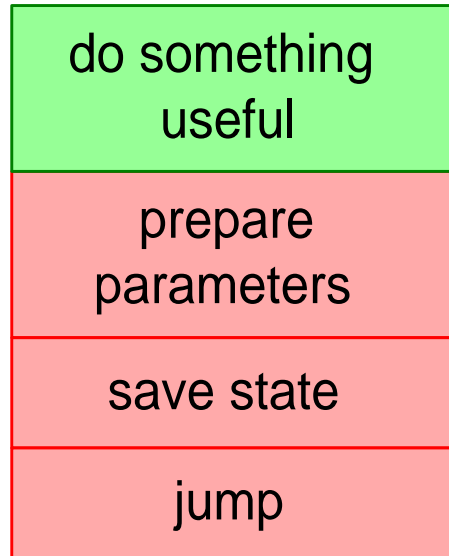 do something
useful
prepare
parameters
save state
jump